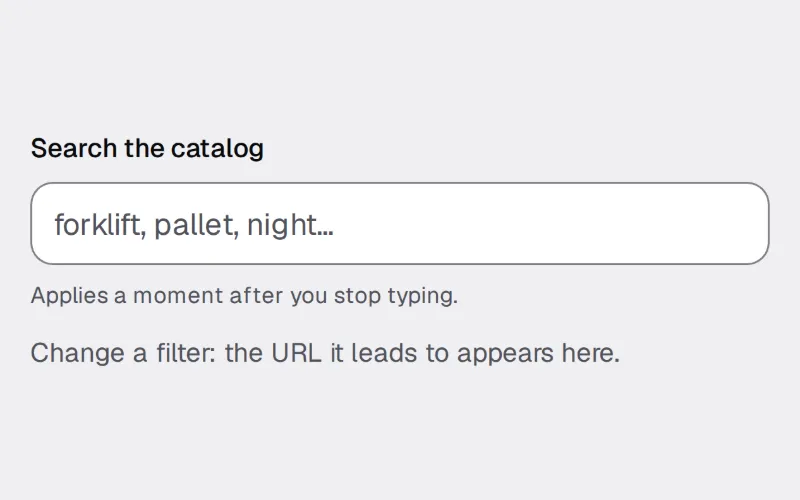 Search the catalog
forklift, pallet, night...
Applies a moment after you stop typing.
Change a filter: the URL it leads to appears here.